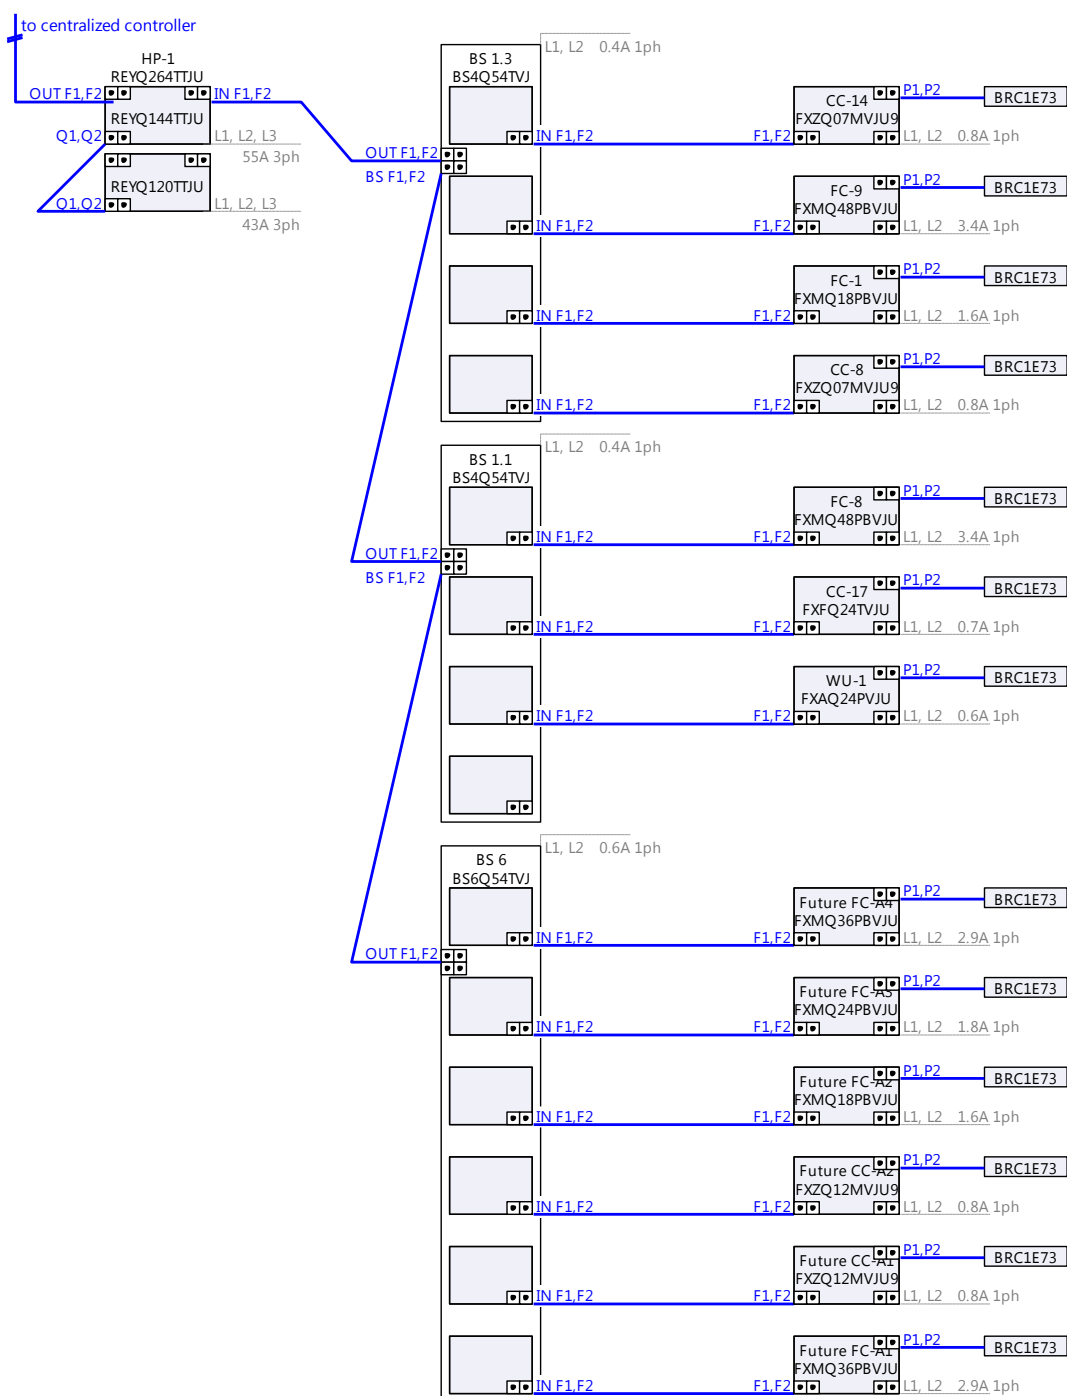 to centralized controller
HP-1
REYQ264TTJU
OUT F1,F2
IN F1,F2
REYQ144TTJU
Q1,Q2
L1, L2, L3
55A 3ph
REYQ120TTJU
Q1,Q2
L1, L2, L3
43A 3ph
L1, L2 0.4A 1ph
BS 1.3
BS4Q54TVJ
OUT F1,F2
BS F1,F2
IN F1,F2
F1,F2
CC-14
FXZQ07MVJU9
P1,P2
BRC1E73
L1, L2 0.8A 1ph
IN F1,F2
F1,F2
FC-9
FXMQ48PBVJU
P1,P2
BRC1E73
L1, L2 3.4A 1ph
IN F1,F2
F1,F2
FC-1
FXMQ18PBVJU
P1,P2
BRC1E73
L1, L2 1.6A 1ph
IN F1,F2
F1,F2
CC-8
FXZQ07MVJU9
P1,P2
BRC1E73
L1, L2 0.8A 1ph
L1, L2 0.4A 1ph
BS 1.1
BS4Q54TVJ
OUT F1,F2
BS F1,F2
IN F1,F2
F1,F2
FC-8
FXMQ48PBVJU
P1,P2
BRC1E73
L1, L2 3.4A 1ph
IN F1,F2
F1,F2
CC-17
FXFQ24TVJU
P1,P2
BRC1E73
L1, L2 0.7A 1ph
IN F1,F2
F1,F2
WU-1
FXAQ24PVJU
P1,P2
BRC1E73
L1, L2 0.6A 1ph
L1, L2 0.6A 1ph
BS 6
BS6Q54TVJ
OUT F1,F2
IN F1,F2
F1,F2
Future FC-A4
FXMQ36PBVJU
P1,P2
BRC1E73
L1, L2 2.9A 1ph
IN F1,F2
F1,F2
Future FC-A3
FXMQ24PBVJU
P1,P2
BRC1E73
L1, L2 1.8A 1ph
IN F1,F2
F1,F2
Future FC-A2
FXMQ18PBVJU
P1,P2
BRC1E73
L1, L2 1.6A 1ph
IN F1,F2
F1,F2
Future CC-A2
FXZQ12MVJU9
P1,P2
BRC1E73
L1, L2 0.8A 1ph
IN F1,F2
F1,F2
Future CC-A1
FXZQ12MVJU9
P1,P2
BRC1E73
L1, L2 0.8A 1ph
IN F1,F2
F1,F2
Future FC-A1
FXMQ36PBVJU
P1,P2
BRC1E73
L1, L2 2.9A 1ph